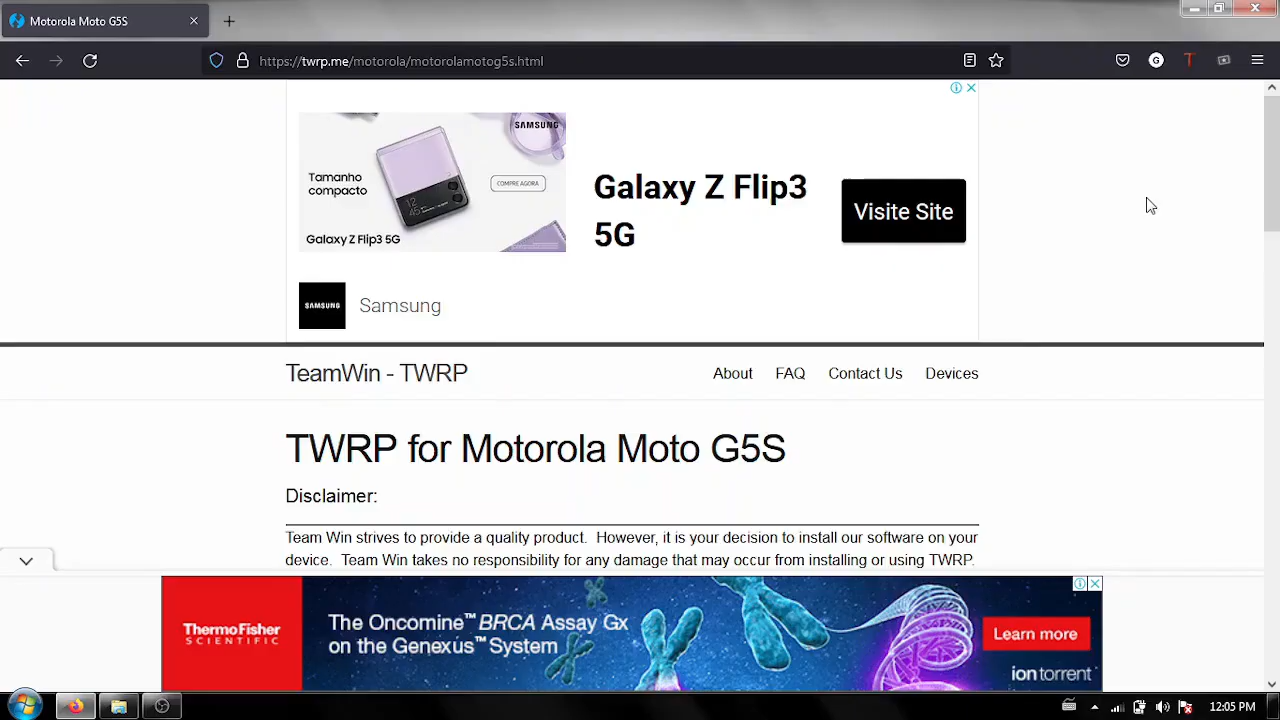 Motorola Moto G5S
https://twrp.me/motorola/motorolamotog5s.html
SAMSUNG
Tamanho
compacto
COMPRE AGORA
Galaxy Z Flip3 5G
Galaxy Z Flip3
5G
Visite Site
SAMSUNG
Samsung
TeamWin - TWRP
About
FAQ
Contact Us
Devices
TWRP for Motorola Moto G5S
Disclaimer:
Team Win strives to provide a quality product. However, it is your decision to install our software on your
device. Team Win takes no responsibility for any damage that may occur from installing or using TWRP.
ThermoFisher
SCIENTIFIC
The Oncomine™ BRCA Assay Gx
on the Genexus™ System
Learn more
ion torrent
12:05 PM